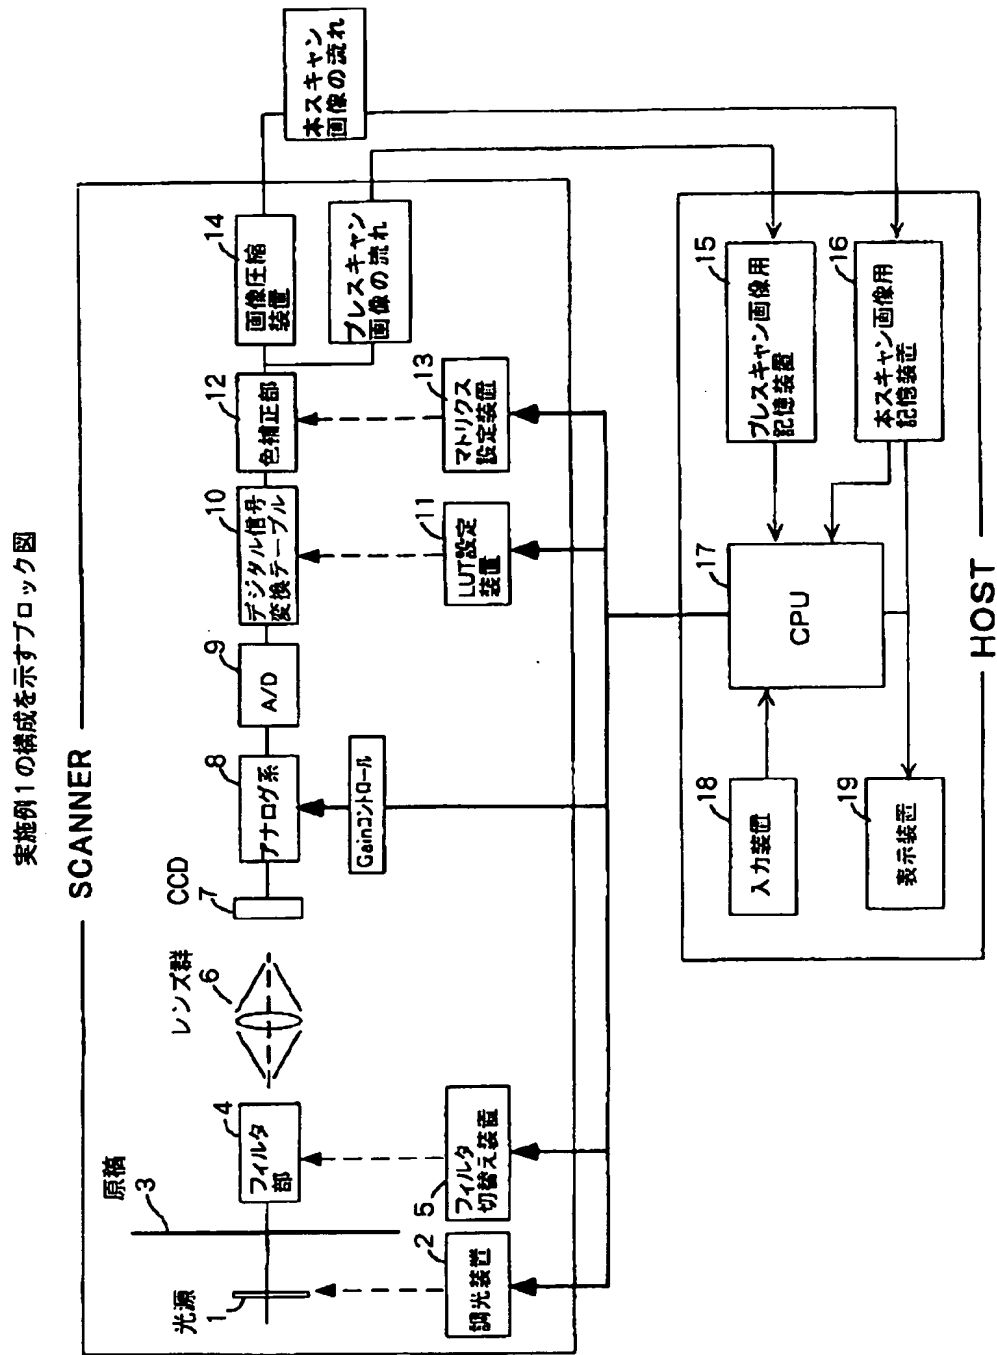 実施例1の構成を示すブロック図
SCANNER
光源
1
原稿
3
フィルタ
部
4
レンズ群
6
CCD
7
アナログ系
8
A/D
9
デジタル信号
変換テーブル
10
色補正部
12
画像圧縮
装置
14
本スキャン
画像の流れ
プレスキャン
画像の流れ
調光装置
2
フィルタ
切替え装置
5
Gainコントロール
LUT設定
装置
11
マトリクス
設定装置
13
HOST
入力装置
18
表示装置
19
CPU
17
プレスキャン画像用
記憶装置
15
本スキャン画像用
記憶装置
16